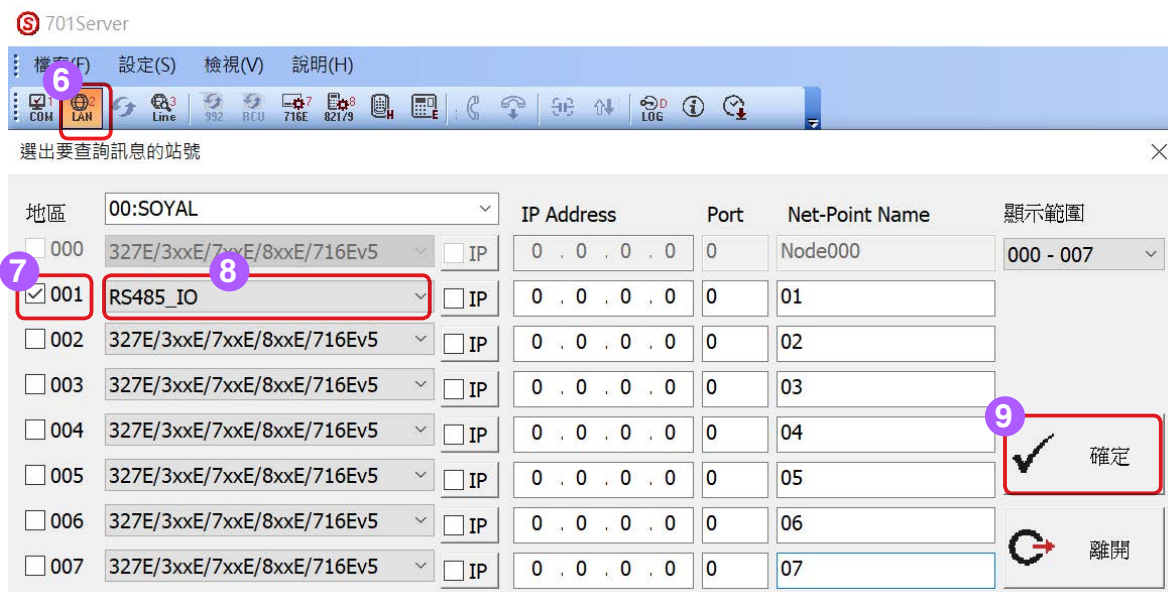 S 701Server
檔案(F) 設定(S) 檢視(V) 說明(H)
6
1 COM 2 LAN 3 Line 992 RCU 7 716E 8 821/9 H E D LOG
選出要查詢訊息的站號
地區 00:SOYAL IP Address Port Net-Point Name 顯示範圍
000 327E/3xxE/7xxE/8xxE/716Ev5 IP 0 . 0 . 0 . 0 0 Node000 000 - 007
7 8
001 RS485_IO IP 0 . 0 . 0 . 0 0 01
002 327E/3xxE/7xxE/8xxE/716Ev5 IP 0 . 0 . 0 . 0 0 02
003 327E/3xxE/7xxE/8xxE/716Ev5 IP 0 . 0 . 0 . 0 0 03
9
004 327E/3xxE/7xxE/8xxE/716Ev5 IP 0 . 0 . 0 . 0 0 04
確定
005 327E/3xxE/7xxE/8xxE/716Ev5 IP 0 . 0 . 0 . 0 0 05
006 327E/3xxE/7xxE/8xxE/716Ev5 IP 0 . 0 . 0 . 0 0 06
離開
007 327E/3xxE/7xxE/8xxE/716Ev5 IP 0 . 0 . 0 . 0 0 07